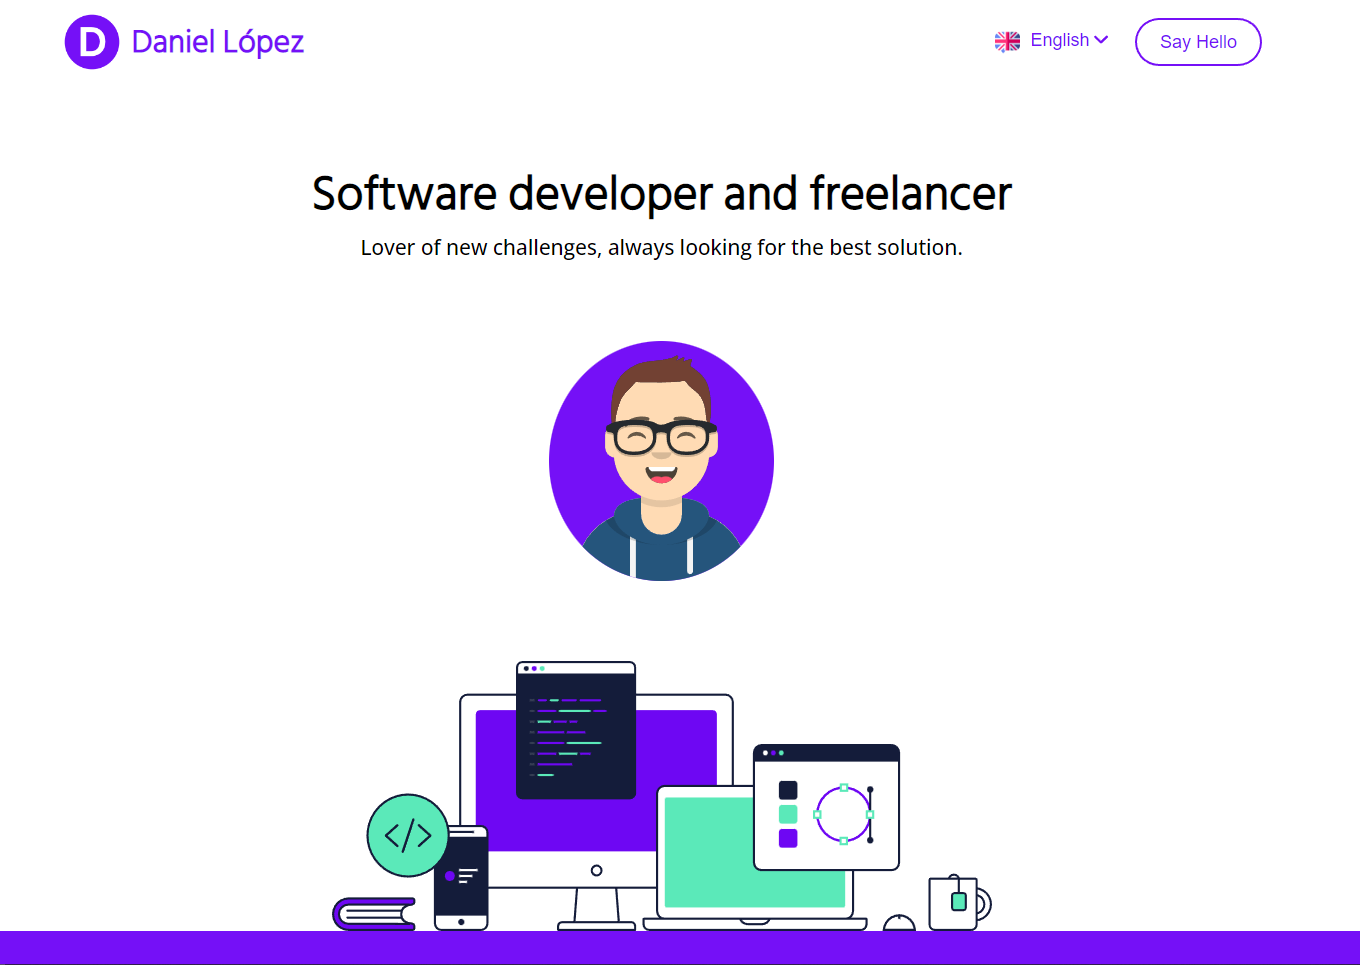 D Daniel López
English
Say Hello
Software developer and freelancer
Lover of new challenges, always looking for the best solution.
</>